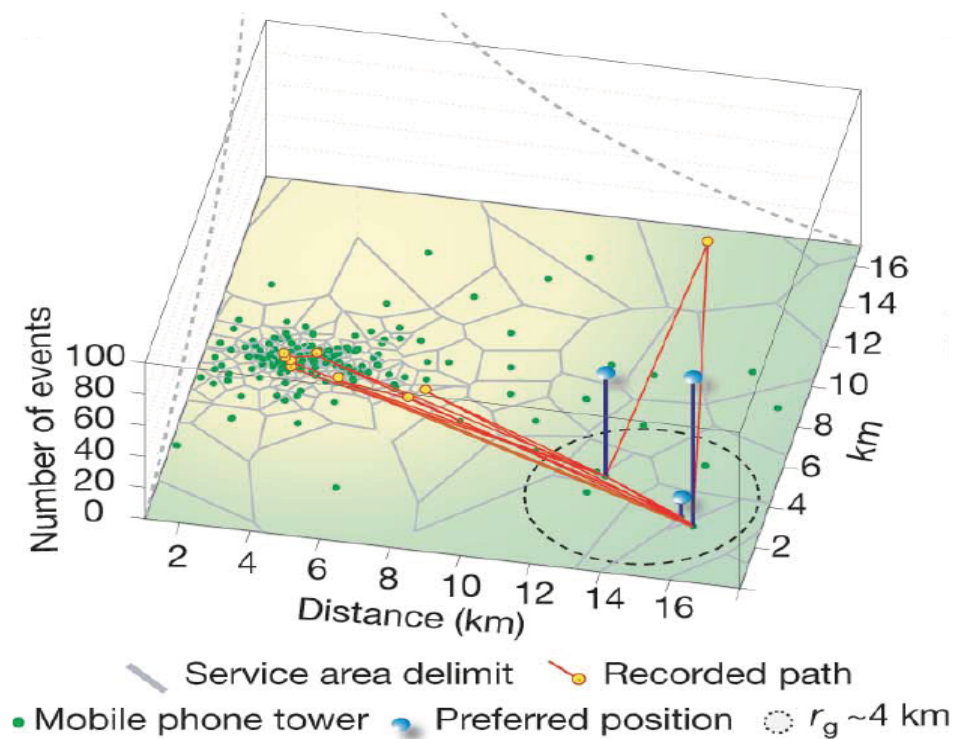 Number of events
100
80
60
40
20
0
2
4
6
8
10
12
14
16
Distance (km)
2
4
6
8
10
12
14
16
km
Service area delimit
Recorded path
Mobile phone tower
Preferred position
rg ~4 km